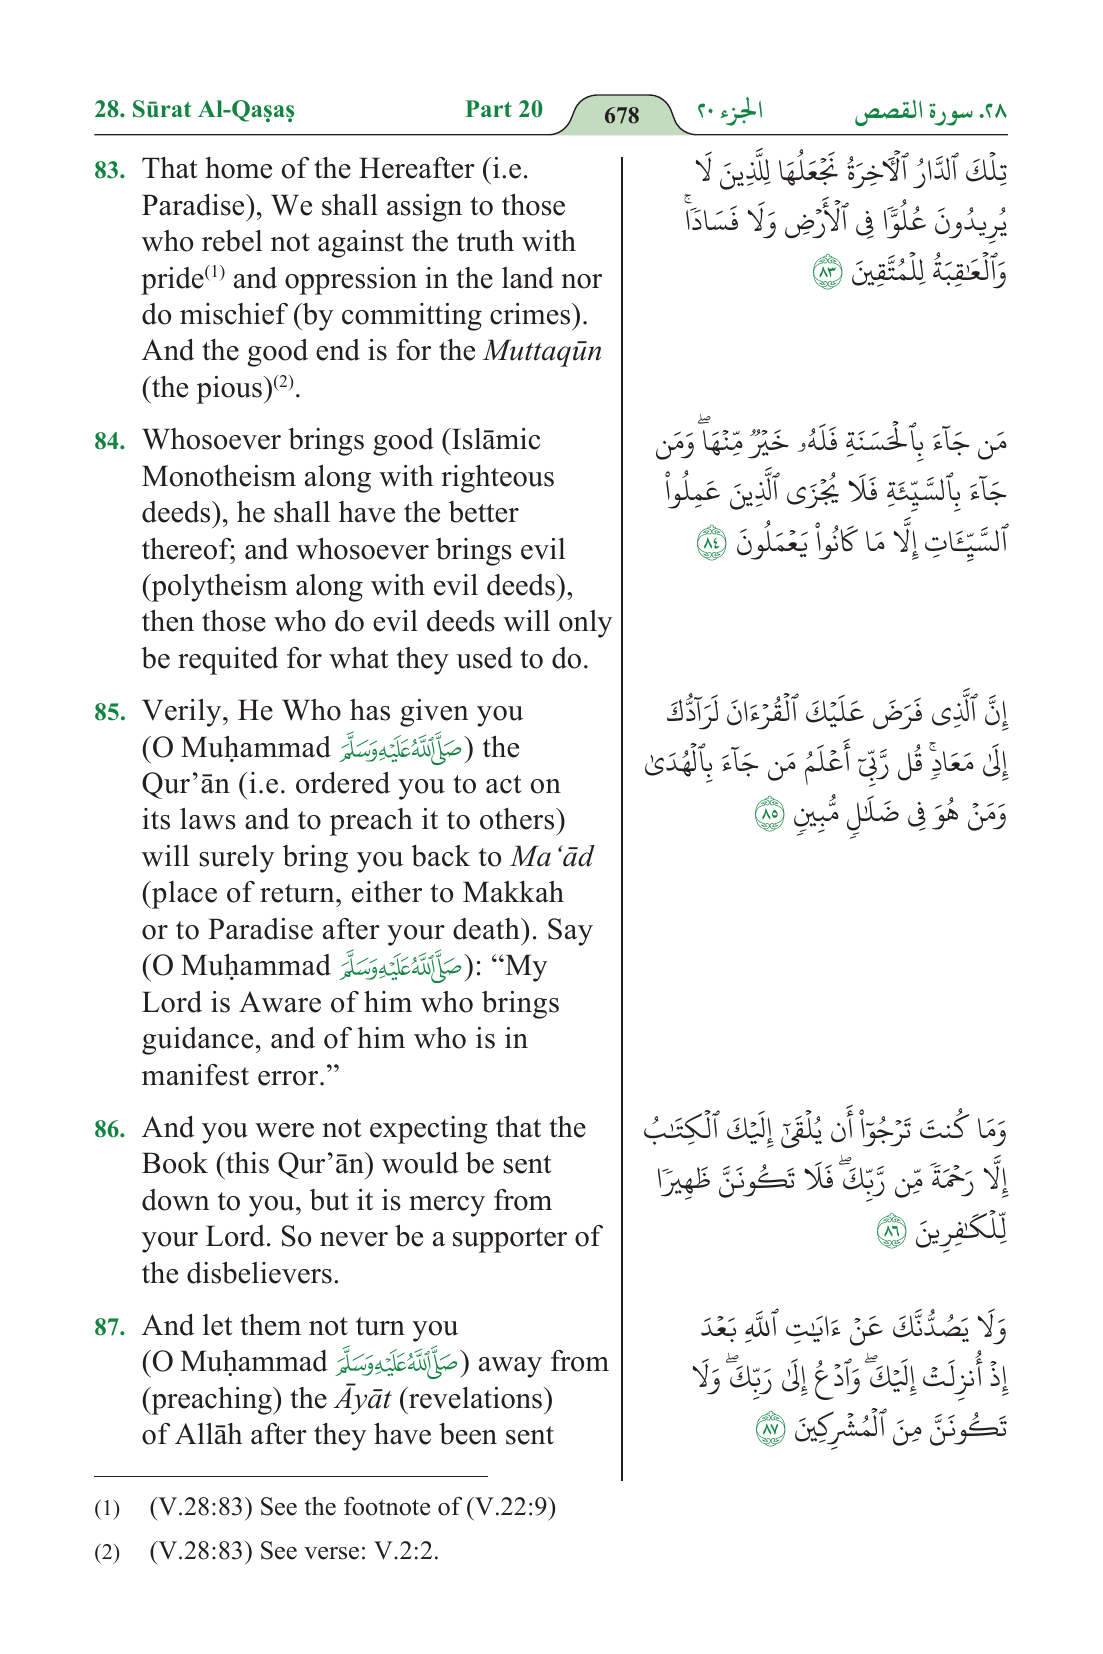 28. Sūrat Al-Qaṣaṣ Part 20 678 الجزء ٢٠ ٢٨. سورة القصص
83. That home of the Hereafter (i.e.
Paradise), We shall assign to those
who rebel not against the truth with
pride(1) and oppression in the land nor
do mischief (by committing crimes).
And the good end is for the Muttaqūn
(the pious)(2).
تِلْكَ ٱلدَّارُ ٱلْأَخِرَةُ نَجْعَلُهَا لِلَّذِينَ لَا
يُرِيدُونَ عُلُوًّا فِى ٱلْأَرْضِ وَلَا فَسَادًا ۚ
وَٱلْعَـٰقِبَةُ لِلْمُتَّقِينَ ٨٣
84. Whosoever brings good (Islāmic
Monotheism along with righteous
deeds), he shall have the better
thereof; and whosoever brings evil
(polytheism along with evil deeds),
then those who do evil deeds will only
be requited for what they used to do.
مَن جَآءَ بِٱلْحَسَنَةِ فَلَهُۥ خَيْرٌ مِّنْهَا ۖ وَمَن
جَآءَ بِٱلسَّيِّئَةِ فَلَا يُجْزَى ٱلَّذِينَ عَمِلُوا۟
ٱلسَّيِّـَٔاتِ إِلَّا مَا كَانُوا۟ يَعْمَلُونَ ٨٤
85. Verily, He Who has given you
(O Muḥammad صَلَّى اللَّهُ عَلَيْهِ وَسَلَّمَ) the
Qur’ān (i.e. ordered you to act on
its laws and to preach it to others)
will surely bring you back to Ma‘ād
(place of return, either to Makkah
or to Paradise after your death). Say
(O Muḥammad صَلَّى اللَّهُ عَلَيْهِ وَسَلَّمَ): “My
Lord is Aware of him who brings
guidance, and of him who is in
manifest error.”
إِنَّ ٱلَّذِى فَرَضَ عَلَيْكَ ٱلْقُرْءَانَ لَرَآدُّكَ
إِلَىٰ مَعَادٍ ۚ قُل رَّبِّىٓ أَعْلَمُ مَن جَآءَ بِٱلْهُدَىٰ
وَمَنْ هُوَ فِى ضَلَـٰلٍ مُّبِينٍ ٨٥
86. And you were not expecting that the
Book (this Qur’ān) would be sent
down to you, but it is mercy from
your Lord. So never be a supporter of
the disbelievers.
وَمَا كُنتَ تَرْجُوٓا۟ أَن يُلْقَىٰٓ إِلَيْكَ ٱلْكِتَـٰبُ
إِلَّا رَحْمَةً مِّن رَّبِّكَ ۖ فَلَا تَكُونَنَّ ظَهِيرًا
لِّلْكَـٰفِرِينَ ٨٦
87. And let them not turn you
(O Muḥammad صَلَّى اللَّهُ عَلَيْهِ وَسَلَّمَ) away from
(preaching) the Āyāt (revelations)
of Allāh after they have been sent
وَلَا يَصُدُّنَّكَ عَنْ ءَايَـٰتِ ٱللَّهِ بَعْدَ
إِذْ أُنزِلَتْ إِلَيْكَ ۖ وَٱدْعُ إِلَىٰ رَبِّكَ ۖ وَلَا
تَكُونَنَّ مِنَ ٱلْمُشْرِكِينَ ٨٧
(1) (V.28:83) See the footnote of (V.22:9)
(2) (V.28:83) See verse: V.2:2.